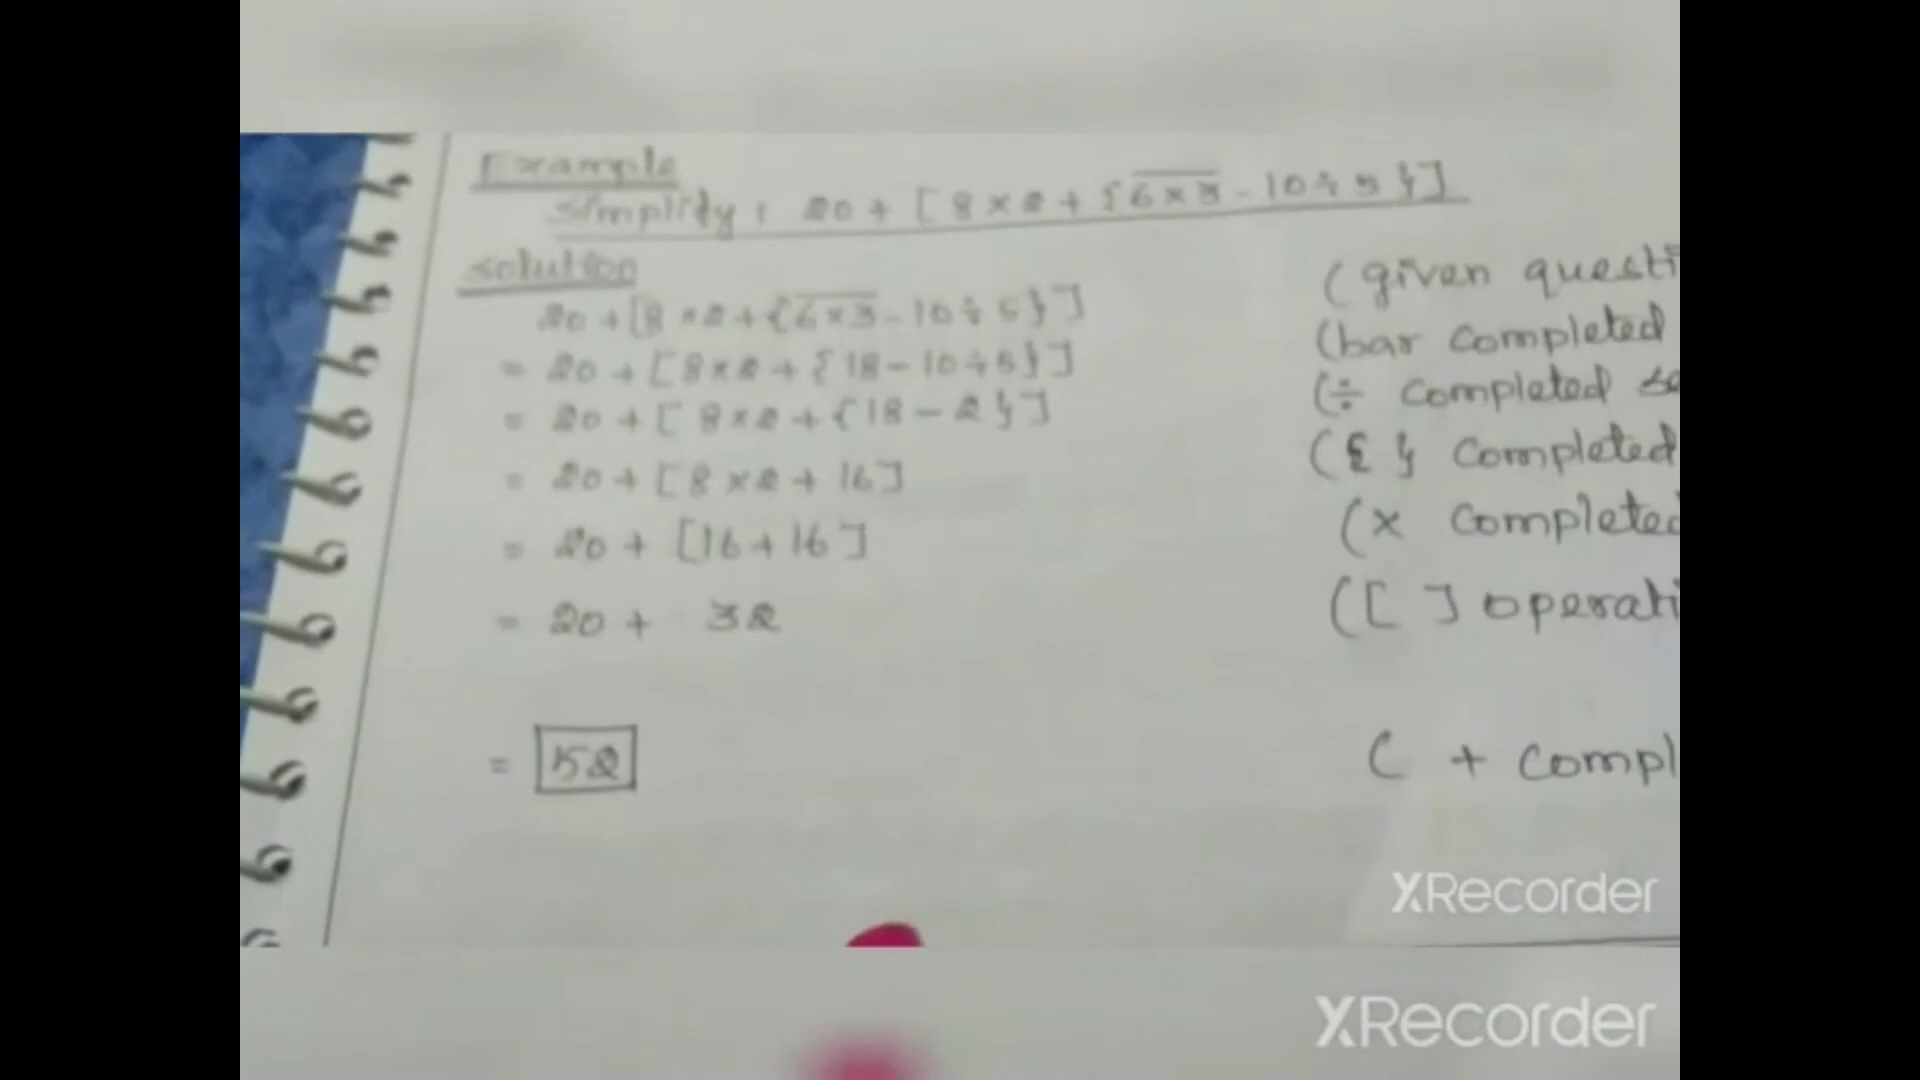 Example
Simplify : 20 + [ 8 × 2 + { 6̅ ̅×̅ ̅3̅ - 10 ÷ 5 } ]
Solution
20 + [ 8 × 2 + { 6̅ ̅×̅ ̅3̅ - 10 ÷ 5 } ] (given questi
= 20 + [ 8 × 2 + { 18 - 10 ÷ 5 } ] (bar completed
= 20 + [ 8 × 2 + { 18 - 2 } ] (÷ completed se
= 20 + [ 8 × 2 + 16 ] ({ } completed
= 20 + [ 16 + 16 ] (× completed
= 20 + 32 ([ ] operati
= 52 ( + compl
XRecorder
XRecorder